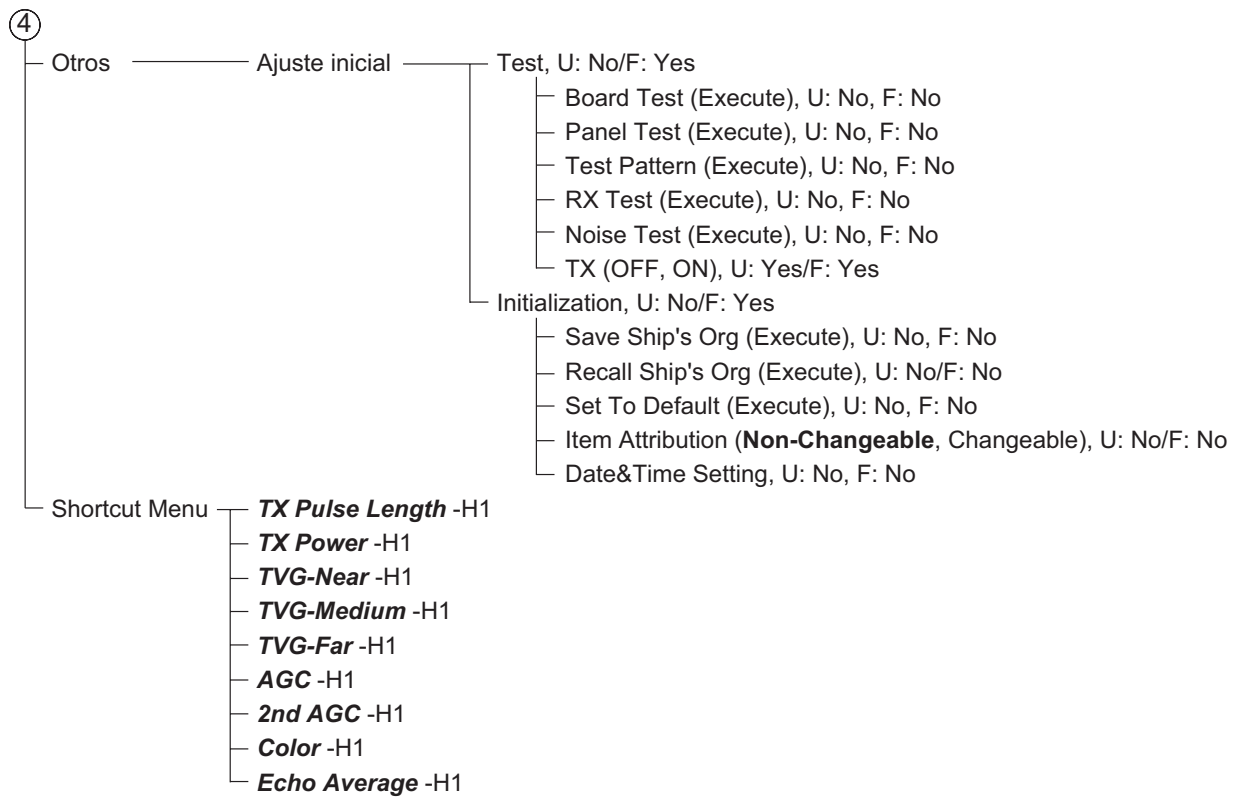 4
Otros Ajuste inicial Test, U: No/F: Yes
Board Test (Execute), U: No, F: No
Panel Test (Execute), U: No, F: No
Test Pattern (Execute), U: No, F: No
RX Test (Execute), U: No, F: No
Noise Test (Execute), U: No, F: No
TX (OFF, ON), U: Yes/F: Yes
Initialization, U: No/F: Yes
Save Ship's Org (Execute), U: No, F: No
Recall Ship's Org (Execute), U: No/F: No
Set To Default (Execute), U: No, F: No
Item Attribution (Non-Changeable, Changeable), U: No/F: No
Date&Time Setting, U: No, F: No
Shortcut Menu TX Pulse Length -H1
TX Power -H1
TVG-Near -H1
TVG-Medium -H1
TVG-Far -H1
AGC -H1
2nd AGC -H1
Color -H1
Echo Average -H1